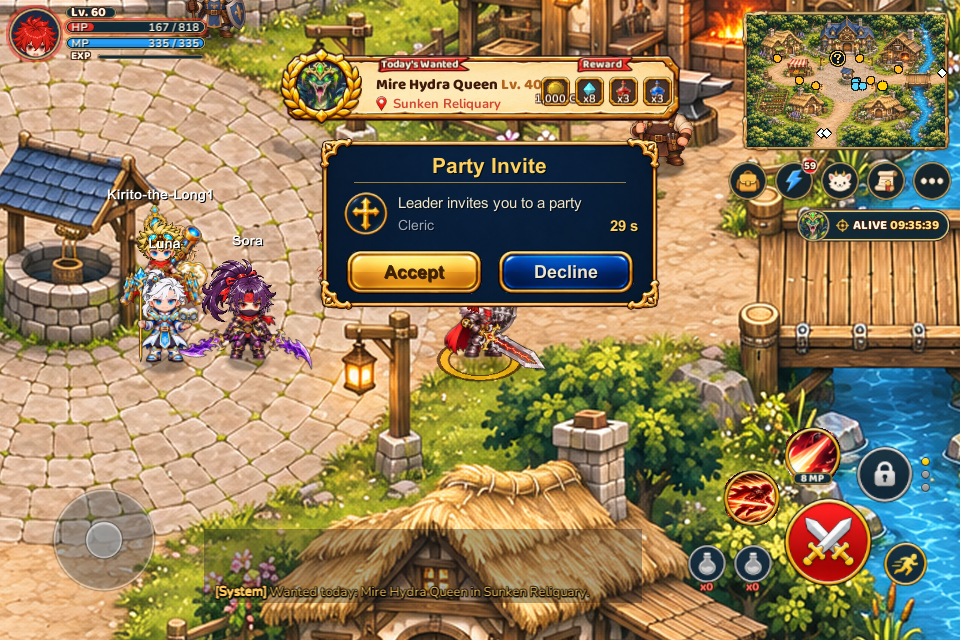 Lv. 60
HP 167 / 818
MP 335 / 335
EXP
Today's Wanted
Reward
Mire Hydra Queen Lv. 40
Sunken Reliquary
1,000
x8
x3
x3
?
59
ALIVE 09:35:39
Party Invite
Leader invites you to a party
Cleric
29 s
Accept
Decline
Kirito-the-Long1
Luna
Sora
8 MP
x0
x0
[System] Wanted today: Mire Hydra Queen in Sunken Reliquary.